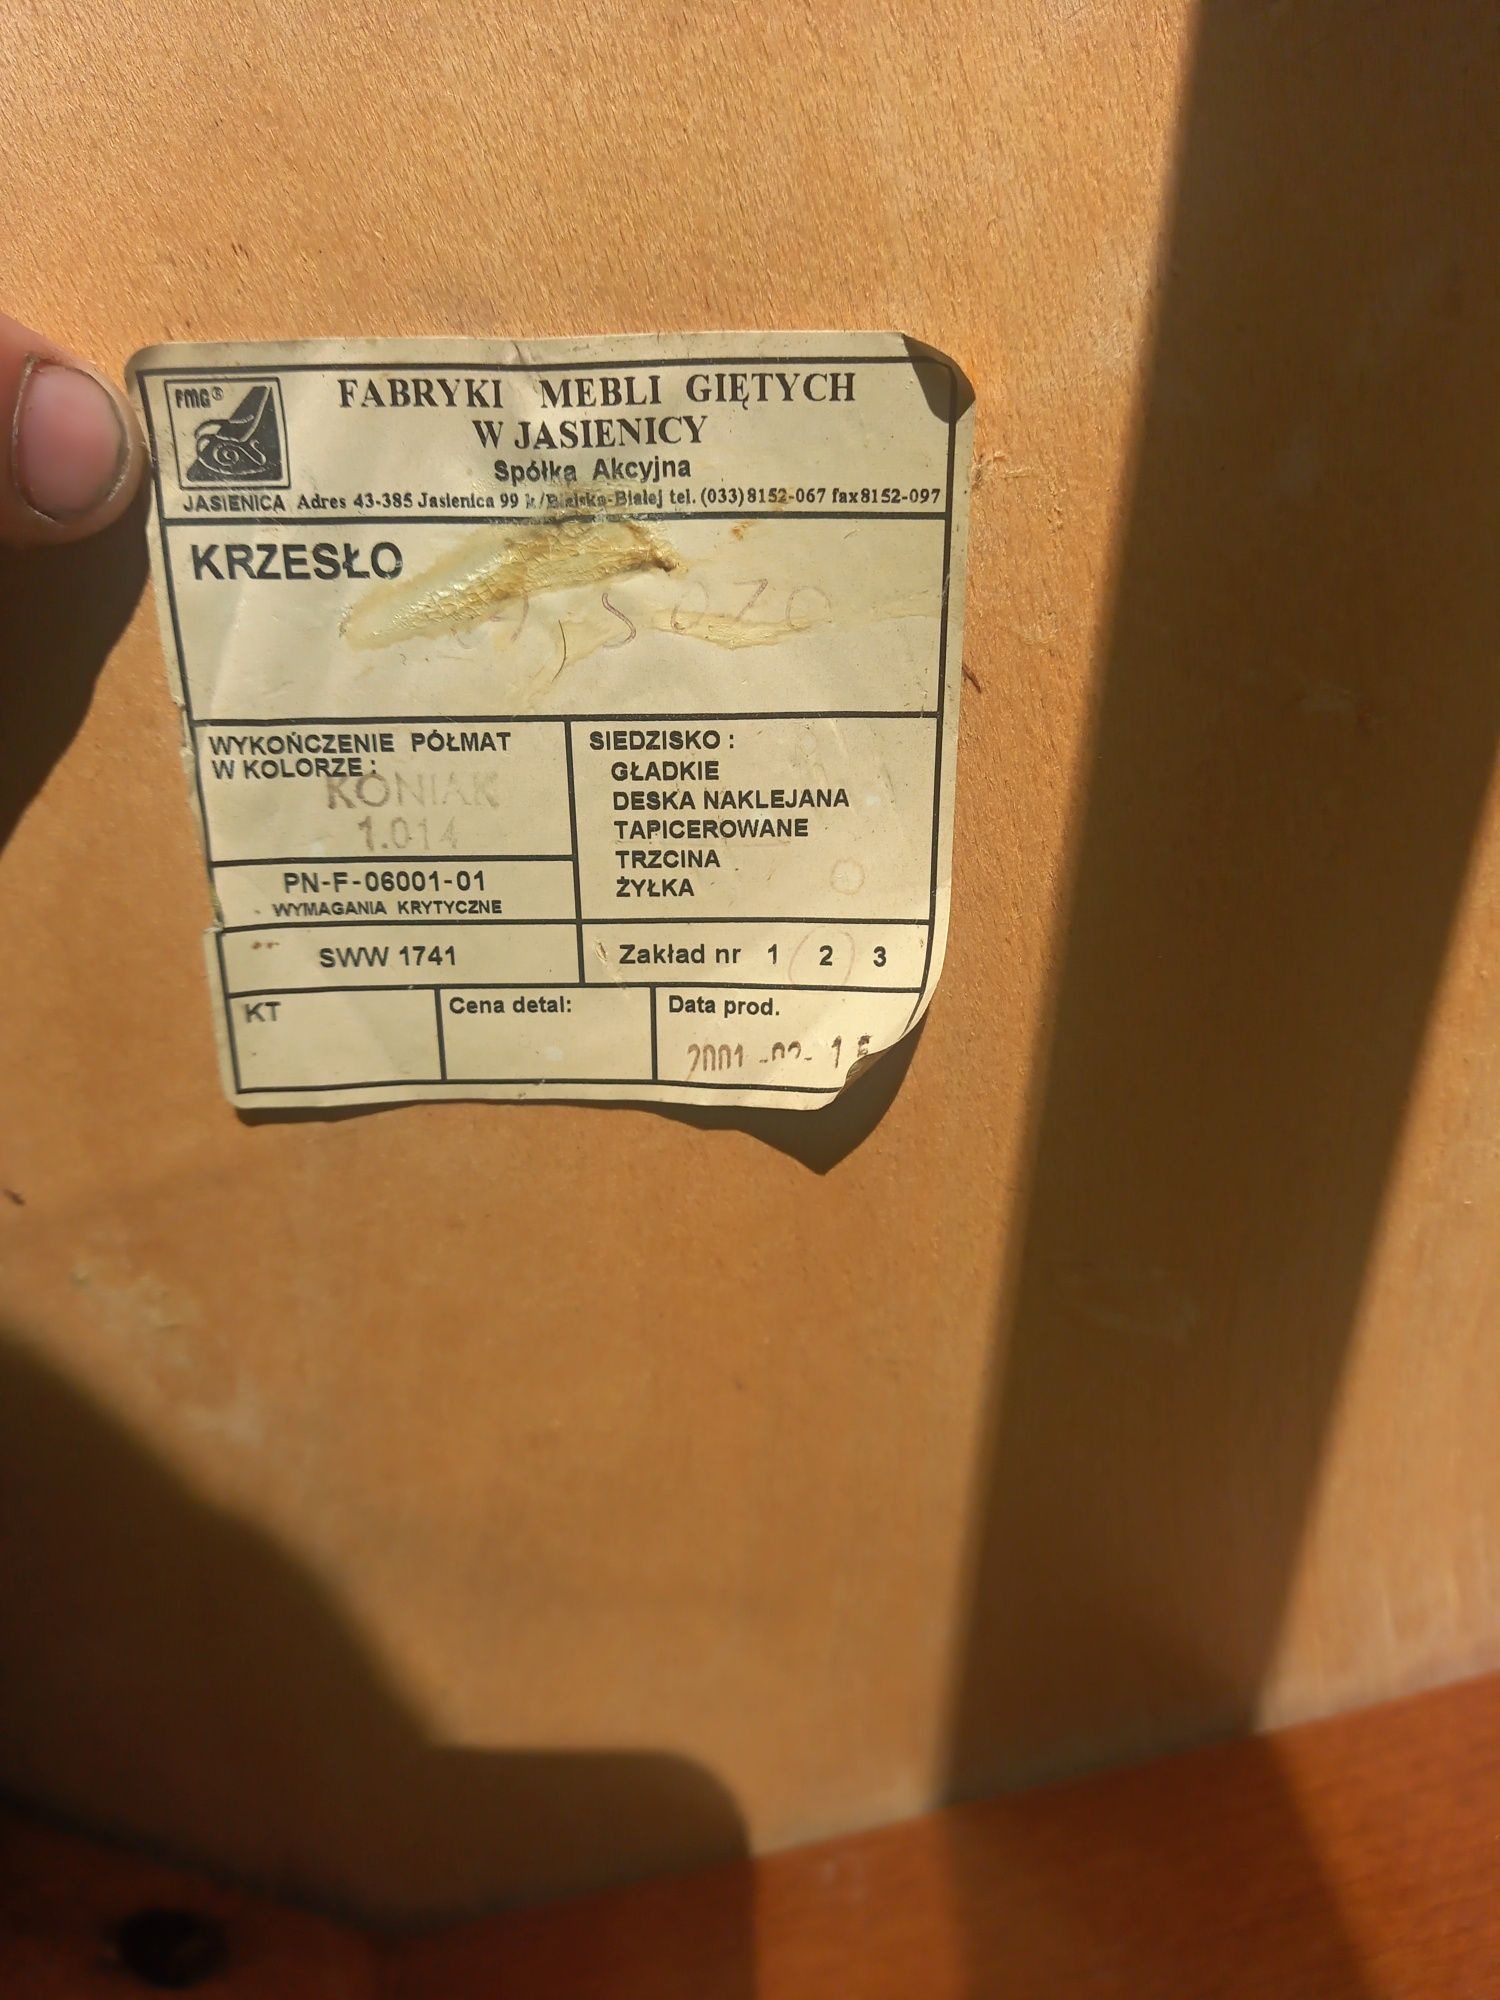 FMG®
FABRYKI MEBLI GIĘTYCH
W JASIENICY
Spółka Akcyjna
JASIENICA Adres 43-385 Jasienica 99 k/Bielska-Białej tel. (033)8152-067 fax8152-097
KRZESŁO
WYKOŃCZENIE PÓŁMAT
W KOLORZE :
KONIAK
1.014
PN-F-06001-01
WYMAGANIA KRYTYCZNE
SIEDZISKO :
GŁADKIE
DESKA NAKLEJANA
TAPICEROWANE
TRZCINA
ŻYŁKA
SWW 1741
Zakład nr 1 2 3
KT
Cena detal:
Data prod.